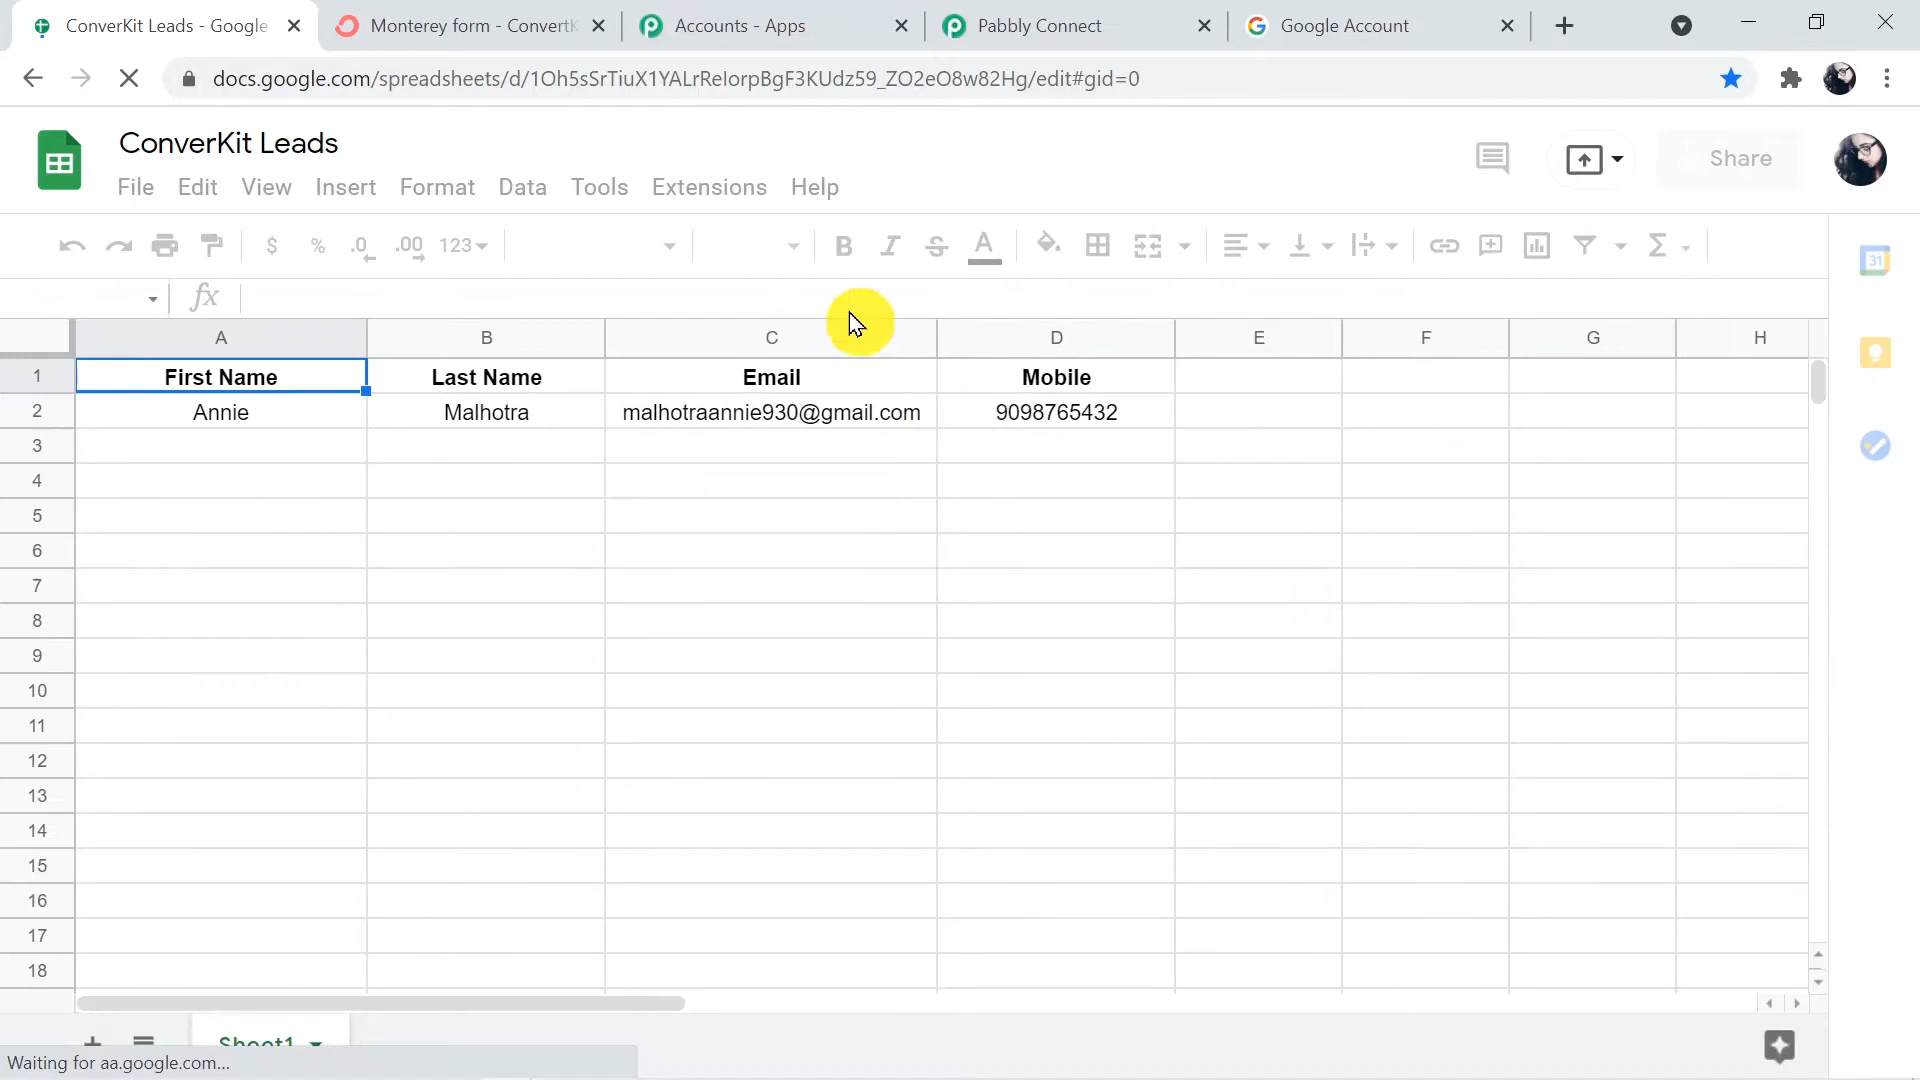 ConverKit Leads - Google
Monterey form - ConvertK
Accounts - Apps
Pabbly Connect
Google Account
docs.google.com/spreadsheets/d/1Oh5sSrTiuX1YALrReIorpBgF3KUdz59_ZO2eO8w82Hg/edit#gid=0
ConverKit Leads
File Edit View Insert Format Data Tools Extensions Help
Share
$ % .0 .00 123
B I S A
31
fx
A B C D E F G H
1 First Name Last Name Email Mobile
2 Annie Malhotra malhotraannie930@gmail.com 9098765432
3
4
5
6
7
8
9
10
11
12
13
14
15
16
17
18
Sheet1
Waiting for aa.google.com...